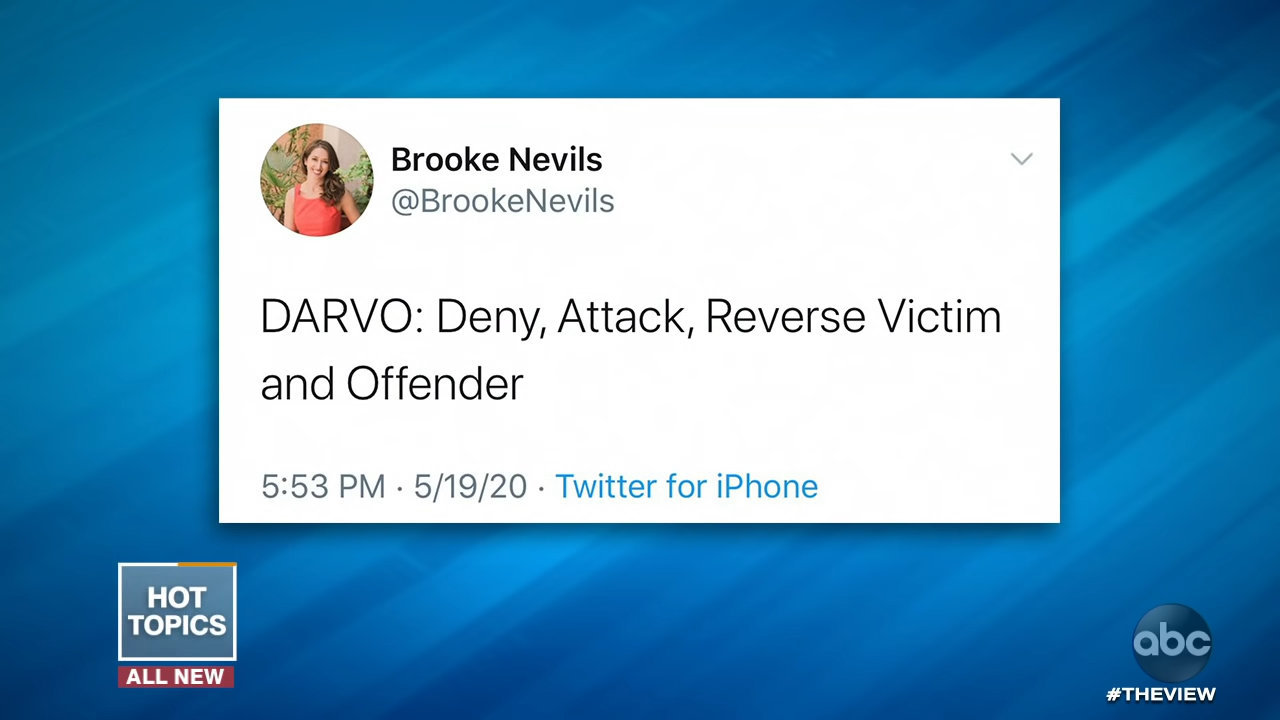 Brooke Nevils
@BrookeNevils
DARVO: Deny, Attack, Reverse Victim
and Offender
5:53 PM · 5/19/20 · Twitter for iPhone
HOT
TOPICS
ALL NEW
abc
#THEVIEW